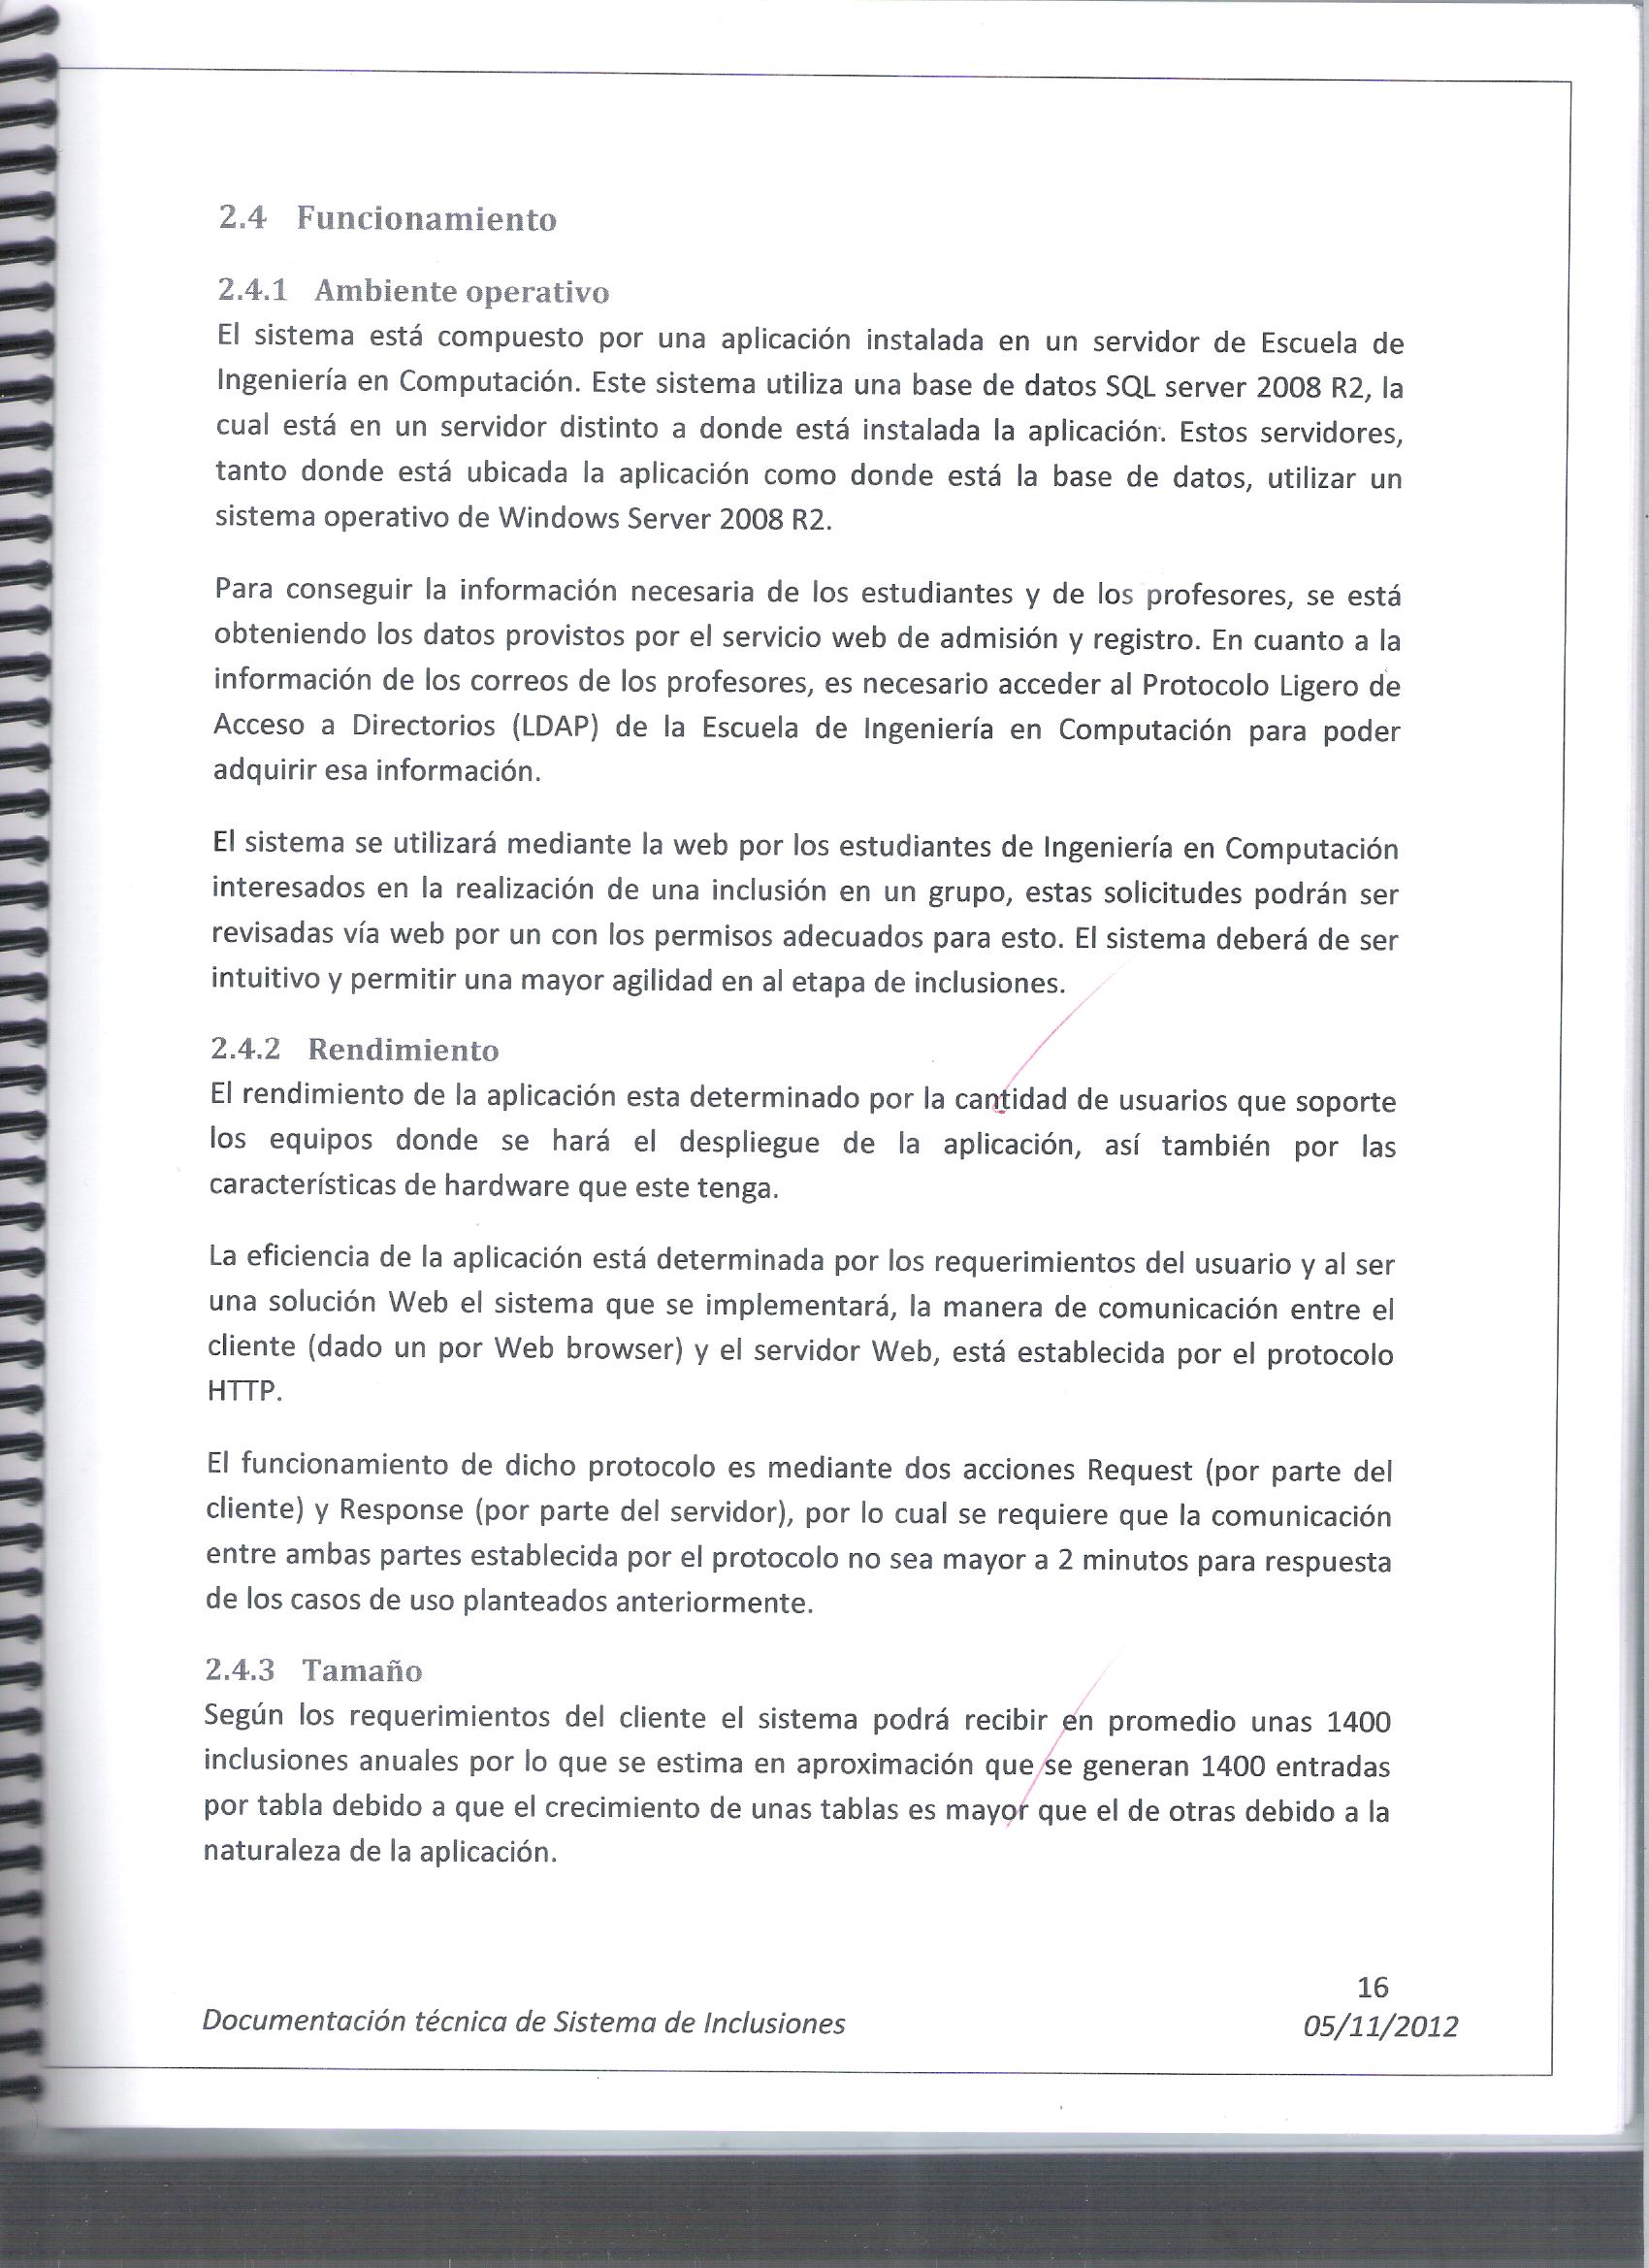 2.4 Funcionamiento
2.4.1 Ambiente operativo
El sistema está compuesto por una aplicación instalada en un servidor de Escuela de
Ingeniería en Computación. Este sistema utiliza una base de datos SQL server 2008 R2, la
cual está en un servidor distinto a donde está instalada la aplicación. Estos servidores,
tanto donde está ubicada la aplicación como donde está la base de datos, utilizar un
sistema operativo de Windows Server 2008 R2.
Para conseguir la información necesaria de los estudiantes y de los profesores, se está
obteniendo los datos provistos por el servicio web de admisión y registro. En cuanto a la
información de los correos de los profesores, es necesario acceder al Protocolo Ligero de
Acceso a Directorios (LDAP) de la Escuela de Ingeniería en Computación para poder
adquirir esa información.
El sistema se utilizará mediante la web por los estudiantes de Ingeniería en Computación
interesados en la realización de una inclusión en un grupo, estas solicitudes podrán ser
revisadas vía web por un con los permisos adecuados para esto. El sistema deberá de ser
intuitivo y permitir una mayor agilidad en al etapa de inclusiones.
2.4.2 Rendimiento
El rendimiento de la aplicación esta determinado por la cantidad de usuarios que soporte
los equipos donde se hará el despliegue de la aplicación, así también por las
características de hardware que este tenga.
La eficiencia de la aplicación está determinada por los requerimientos del usuario y al ser
una solución Web el sistema que se implementará, la manera de comunicación entre el
cliente (dado un por Web browser) y el servidor Web, está establecida por el protocolo
HTTP.
El funcionamiento de dicho protocolo es mediante dos acciones Request (por parte del
cliente) y Response (por parte del servidor), por lo cual se requiere que la comunicación
entre ambas partes establecida por el protocolo no sea mayor a 2 minutos para respuesta
de los casos de uso planteados anteriormente.
2.4.3 Tamaño
Según los requerimientos del cliente el sistema podrá recibir en promedio unas 1400
inclusiones anuales por lo que se estima en aproximación que se generan 1400 entradas
por tabla debido a que el crecimiento de unas tablas es mayor que el de otras debido a la
naturaleza de la aplicación.
16
Documentación técnica de Sistema de Inclusiones 05/11/2012